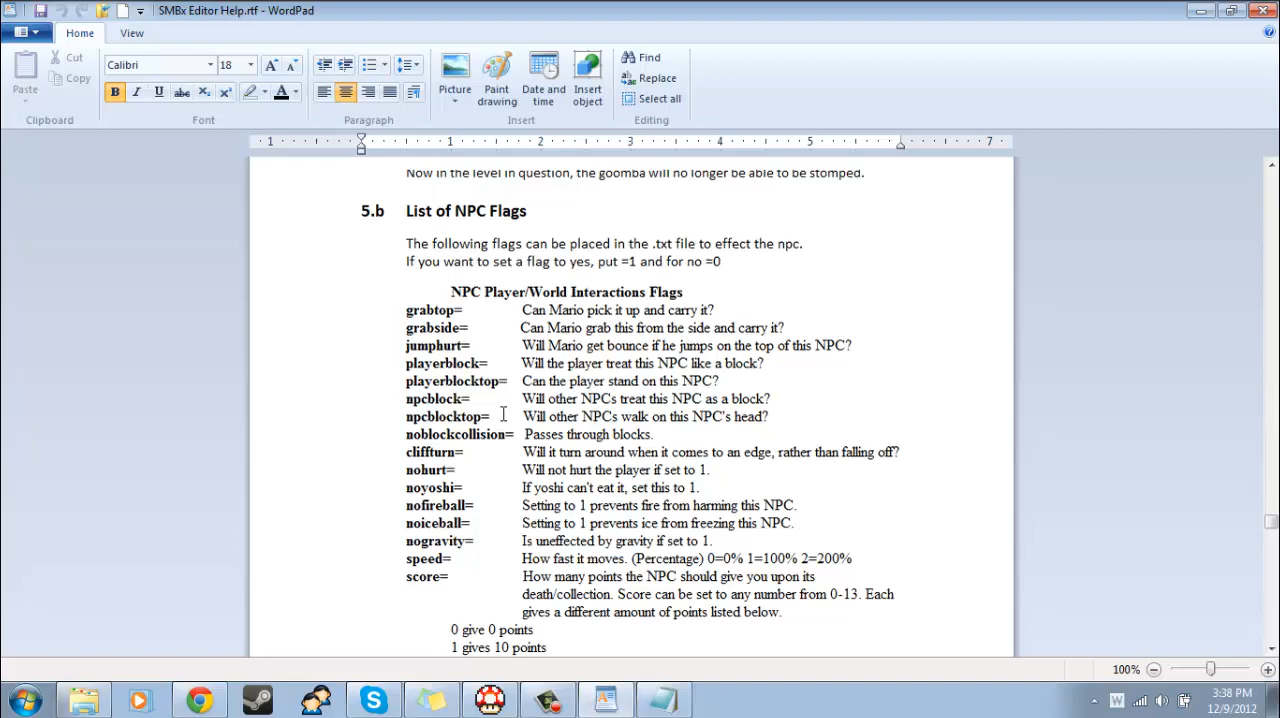 SMBx Editor Help.rtf - WordPad
Home
View
Cut
Copy
Paste
Clipboard
Calibri
18
Font
Paragraph
Picture
Paint drawing
Date and time
Insert object
Insert
Find
Replace
Select all
Editing
1 1 2 3 4 5 7
Now in the level in question, the goomba will no longer be able to be stomped.
5.b List of NPC Flags
The following flags can be placed in the .txt file to effect the npc.
If you want to set a flag to yes, put =1 and for no =0
NPC Player/World Interactions Flags
grabtop= Can Mario pick it up and carry it?
grabside= Can Mario grab this from the side and carry it?
jumphurt= Will Mario get bounce if he jumps on the top of this NPC?
playerblock= Will the player treat this NPC like a block?
playerblocktop= Can the player stand on this NPC?
npcblock= Will other NPCs treat this NPC as a block?
npcblocktop= Will other NPCs walk on this NPC's head?
noblockcollision= Passes through blocks.
cliffturn= Will it turn around when it comes to an edge, rather than falling off?
nohurt= Will not hurt the player if set to 1.
noyoshi= If yoshi can't eat it, set this to 1.
nofireball= Setting to 1 prevents fire from harming this NPC.
noiceball= Setting to 1 prevents ice from freezing this NPC.
nogravity= Is uneffected by gravity if set to 1.
speed= How fast it moves. (Percentage) 0=0% 1=100% 2=200%
score= How many points the NPC should give you upon its
death/collection. Score can be set to any number from 0-13. Each
gives a different amount of points listed below.
0 give 0 points
1 gives 10 points
100%
3:38 PM
12/9/2012